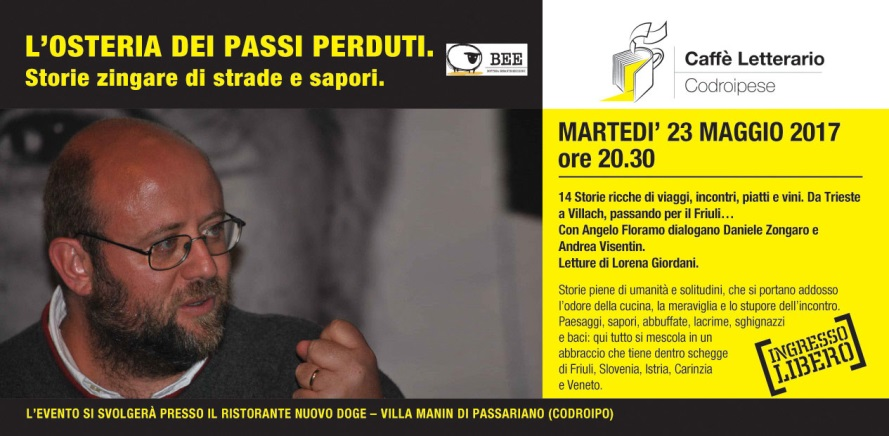 L'OSTERIA DEI PASSI PERDUTI.
Storie zingare di strade e sapori.
BEE
Caffè Letterario
Codroipese
MARTEDI' 23 MAGGIO 2017
ore 20.30
14 Storie ricche di viaggi, incontri, piatti e vini. Da Trieste
a Villach, passando per il Friuli…
Con Angelo Floramo dialogano Daniele Zongaro e
Andrea Visentin.
Letture di Lorena Giordani.
Storie piene di umanità e solitudini, che si portano addosso
l'odore della cucina, la meraviglia e lo stupore dell'incontro.
Paesaggi, sapori, abbuffate, lacrime, sghignazzi
e baci: qui tutto si mescola in un
abbraccio che tiene dentro schegge
di Friuli, Slovenia, Istria, Carinzia
e Veneto.
INGRESSO
LIBERO
L'EVENTO SI SVOLGERÀ PRESSO IL RISTORANTE NUOVO DOGE – VILLA MANIN DI PASSARIANO (CODROIPO)